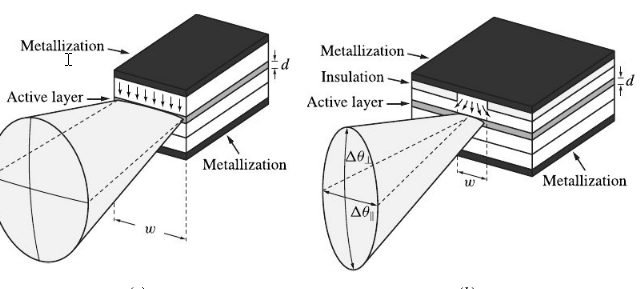 Metallization
d
Active layer
Metallization
w
Metallization
Insulation
Active layer
d
Δθ⊥
Δθ∥
w
Metallization